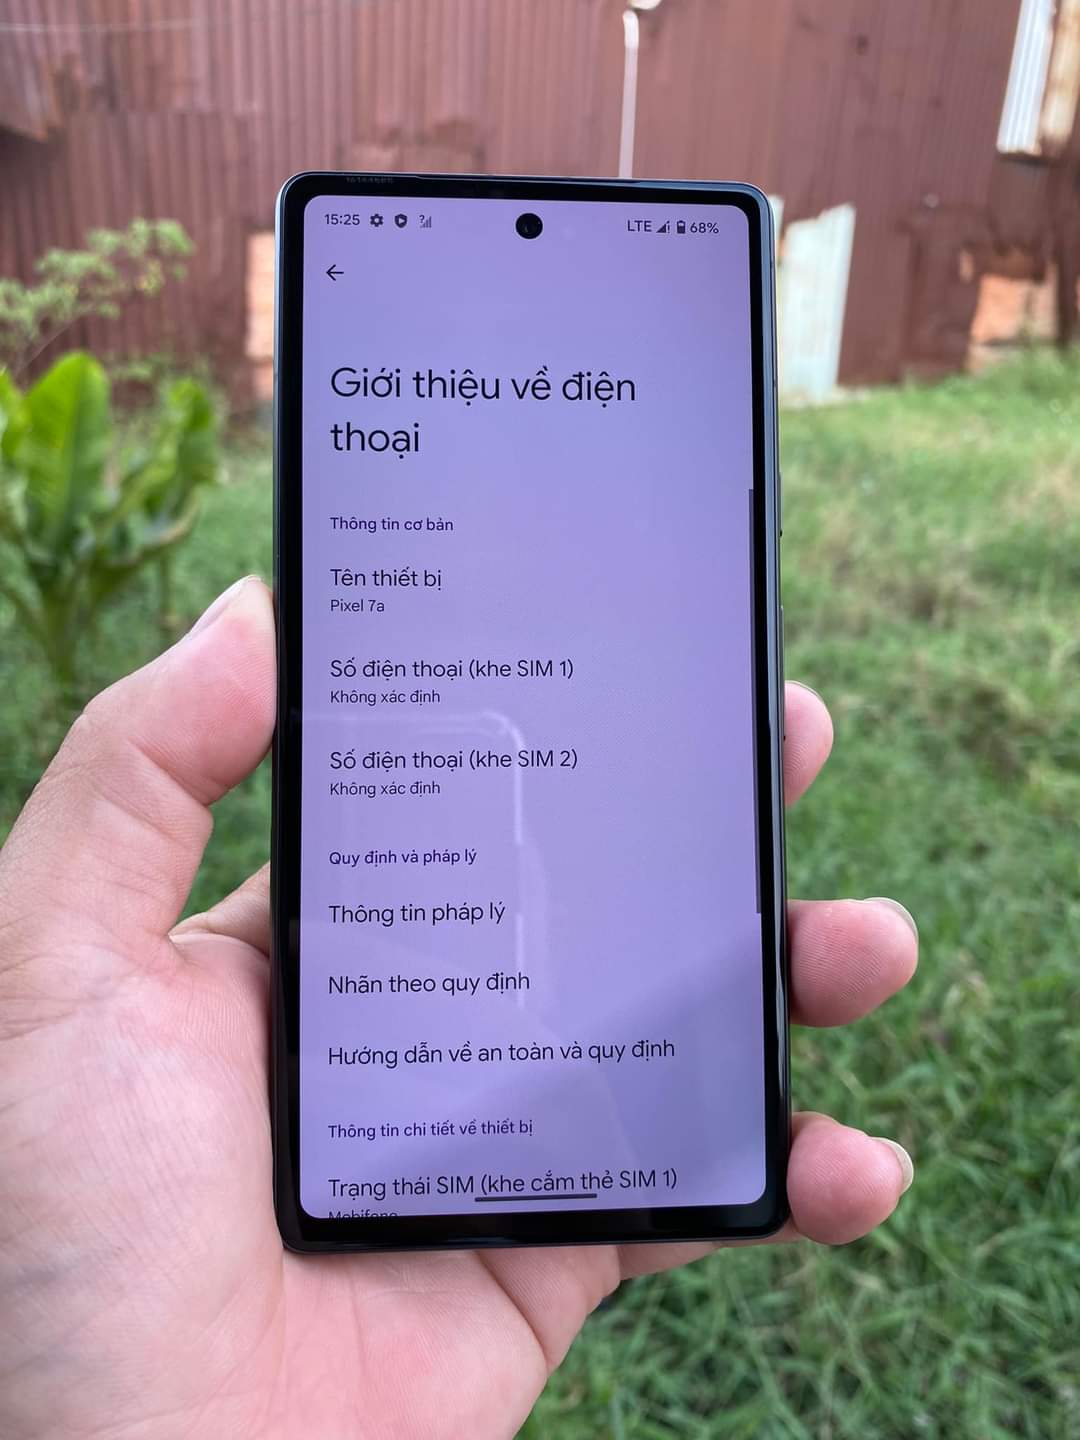 15:25
LTE 68%
Giới thiệu về điện
thoại
Thông tin cơ bản
Tên thiết bị
Pixel 7a
Số điện thoại (khe SIM 1)
Không xác định
Số điện thoại (khe SIM 2)
Không xác định
Quy định và pháp lý
Thông tin pháp lý
Nhãn theo quy định
Hướng dẫn về an toàn và quy định
Thông tin chi tiết về thiết bị
Trạng thái SIM (khe cắm thẻ SIM 1)
Mobifone